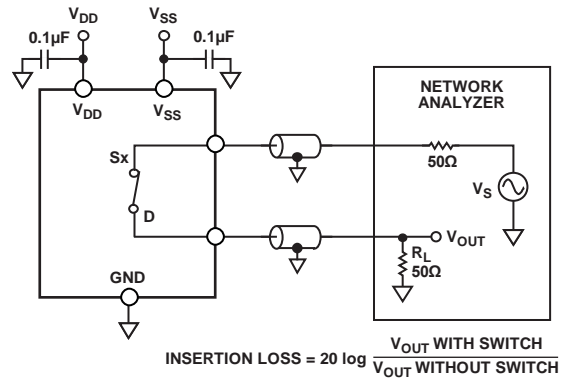 VDD
VSS
0.1µF
0.1µF
VDD
VSS
NETWORK
ANALYZER
Sx
50Ω
VS
D
VOUT
RL
50Ω
GND
INSERTION LOSS = 20 log VOUT WITH SWITCH
VOUT WITHOUT SWITCH